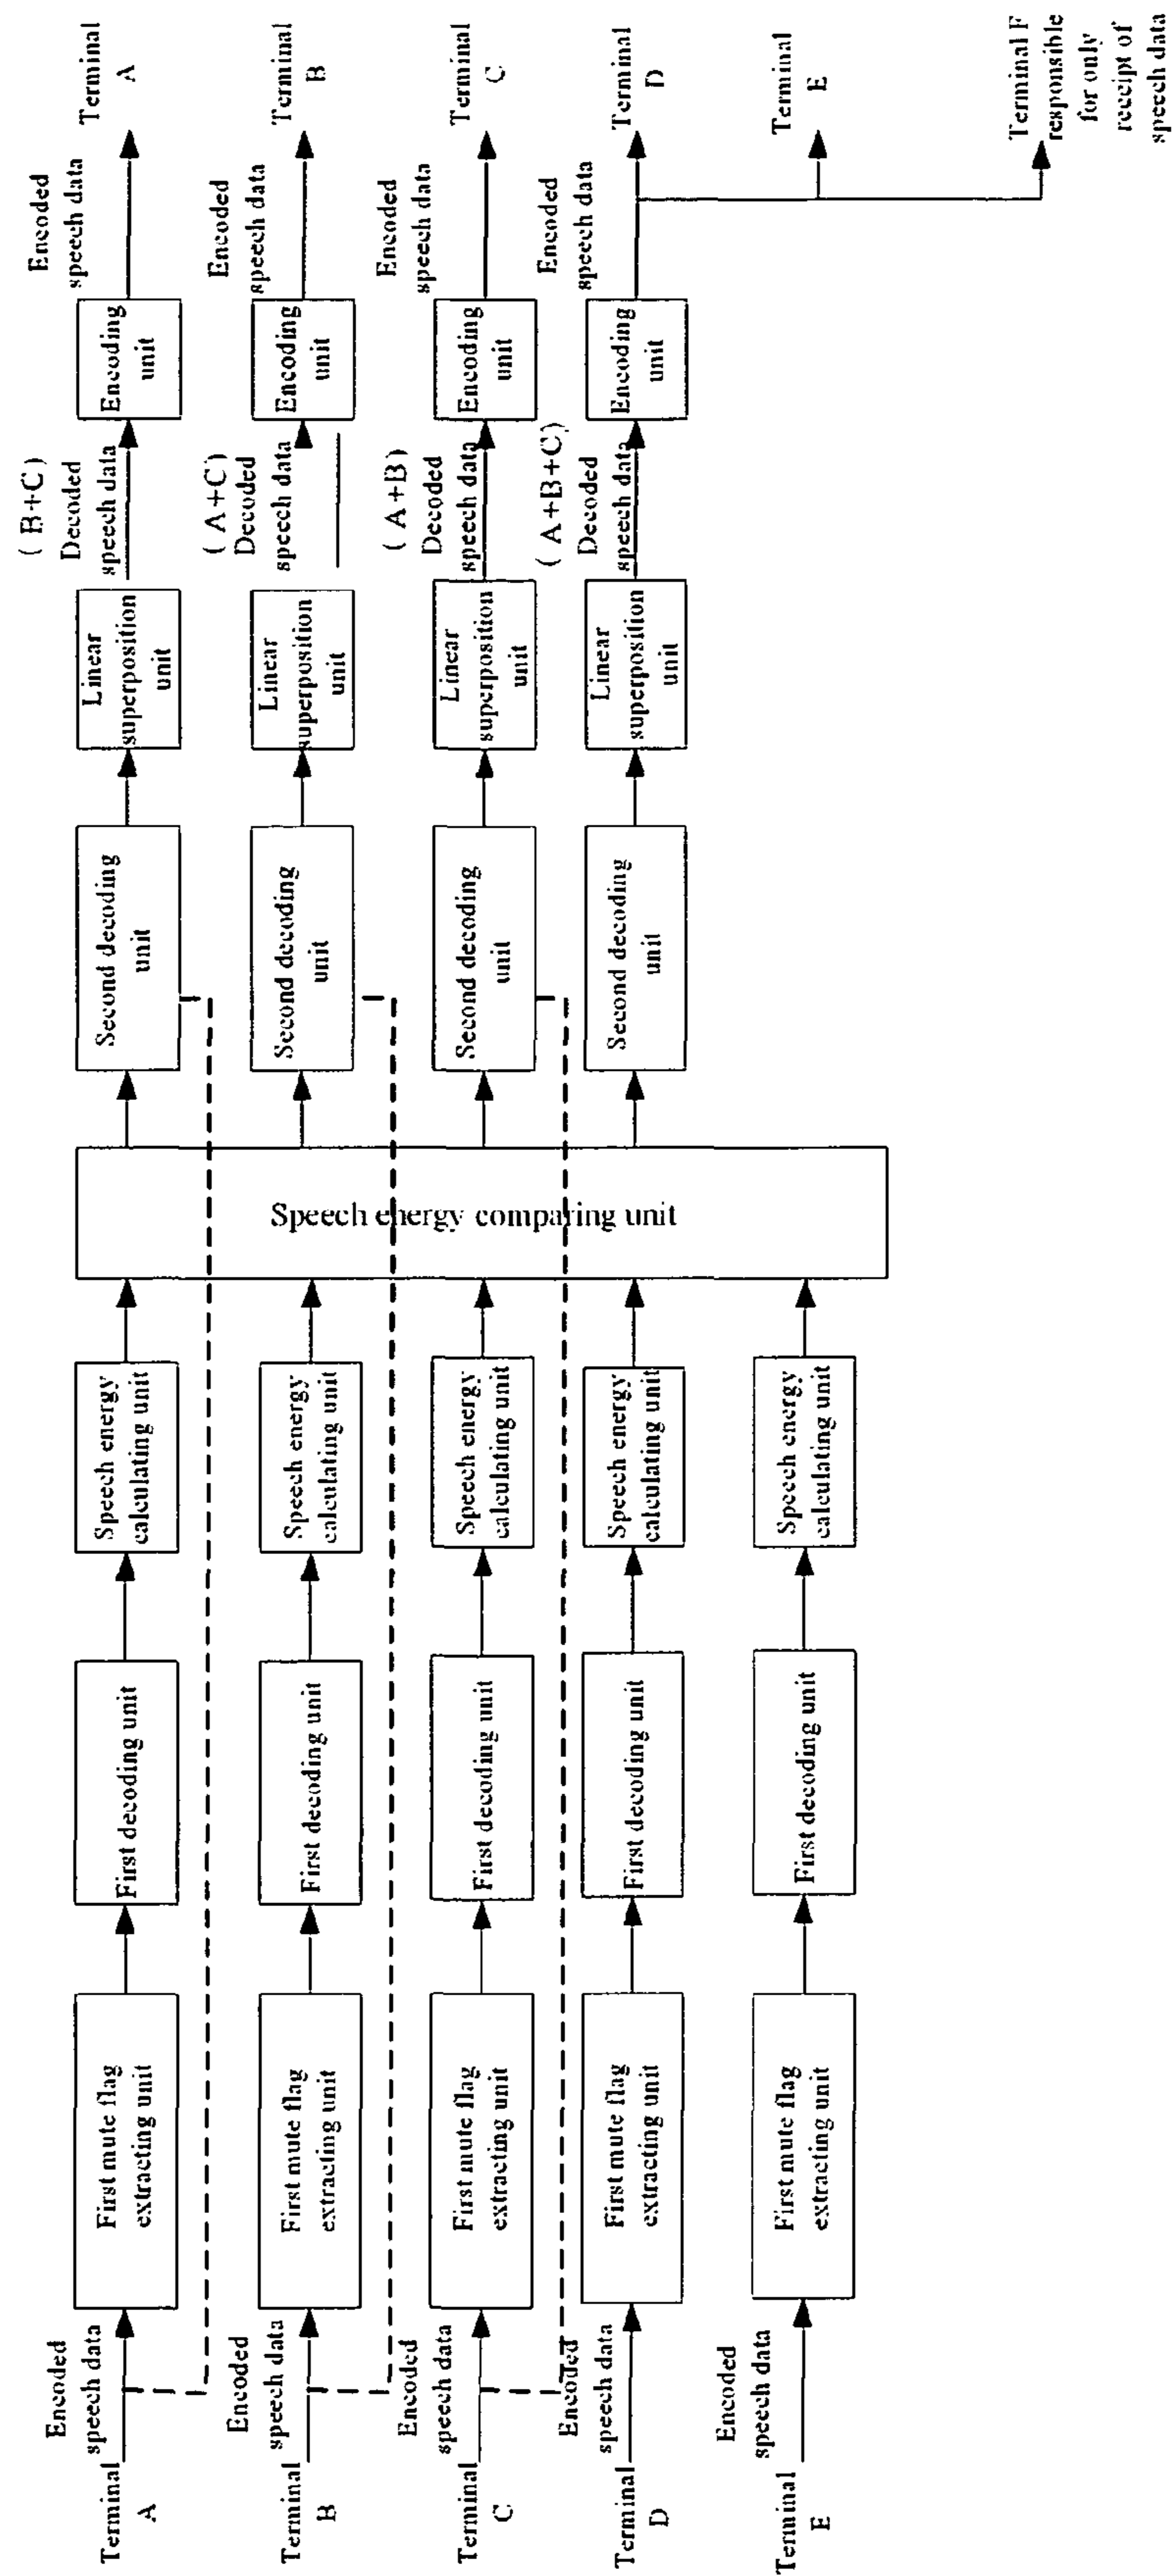 Terminal
A
Encoded
speech data
First mute flag
extracting unit
First decoding unit
Speech energy
calculating unit
Second decoding
unit
Linear
superposition
unit
( B+C)
Decoded
speech data
Encoding
unit
Encoded
speech data
Terminal
A
Terminal
B
Encoded
speech data
First mute flag
extracting unit
First decoding unit
Speech energy
calculating unit
Second decoding
unit
Linear
superposition
unit
( A+C)
Decoded
speech data
Encoding
unit
Encoded
speech data
Terminal
B
Speech energy comparing unit
Terminal
C
Encoded
speech data
First mute flag
extracting unit
First decoding unit
Speech energy
calculating unit
Second decoding
unit
Linear
superposition
unit
( A+B)
Decoded
speech data
Encoding
unit
Encoded
speech data
Terminal
C
Terminal
D
Encoded
speech data
First mute flag
extracting unit
First decoding unit
Speech energy
calculating unit
Second decoding
unit
Linear
superposition
unit
( A+B+C)
Decoded
speech data
Encoding
unit
Encoded
speech data
Terminal
D
Terminal
E
Encoded
speech data
First mute flag
extracting unit
First decoding unit
Speech energy
calculating unit
Terminal
E
Terminal F
responsible
for only
receipt of
speech data